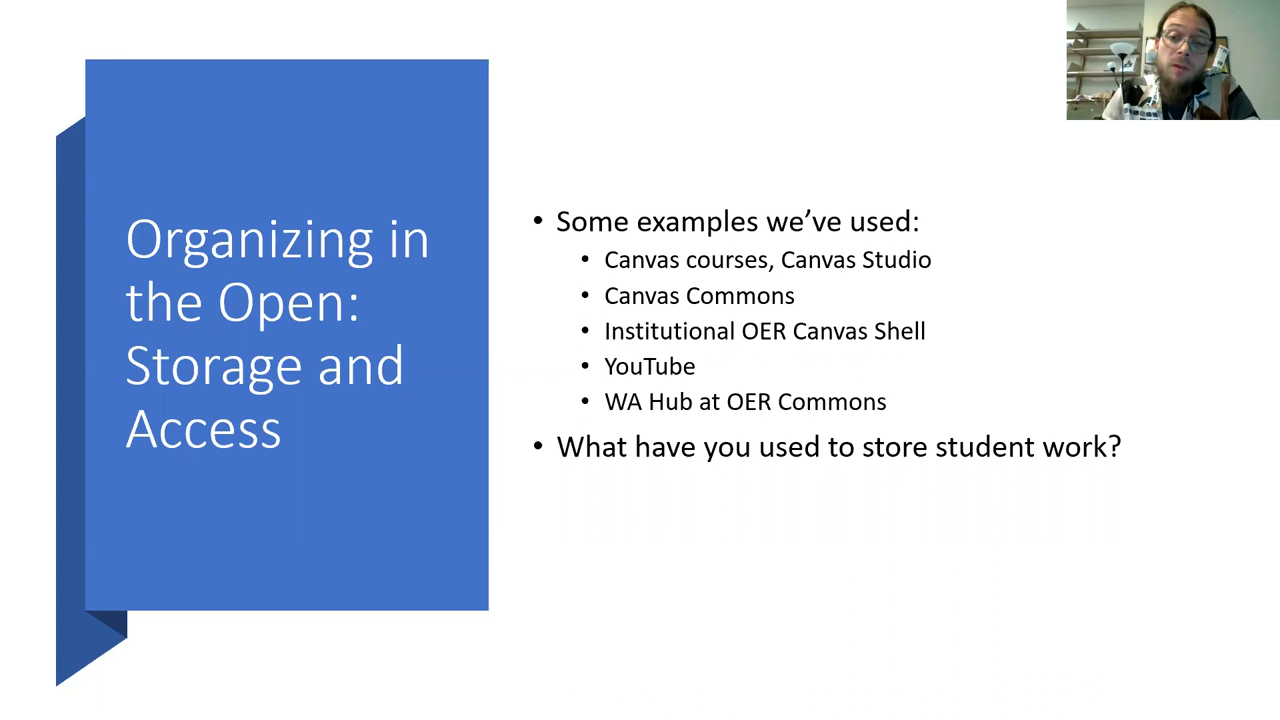 Organizing in
the Open:
Storage and
Access
• Some examples we’ve used:
• Canvas courses, Canvas Studio
• Canvas Commons
• Institutional OER Canvas Shell
• YouTube
• WA Hub at OER Commons
• What have you used to store student work?